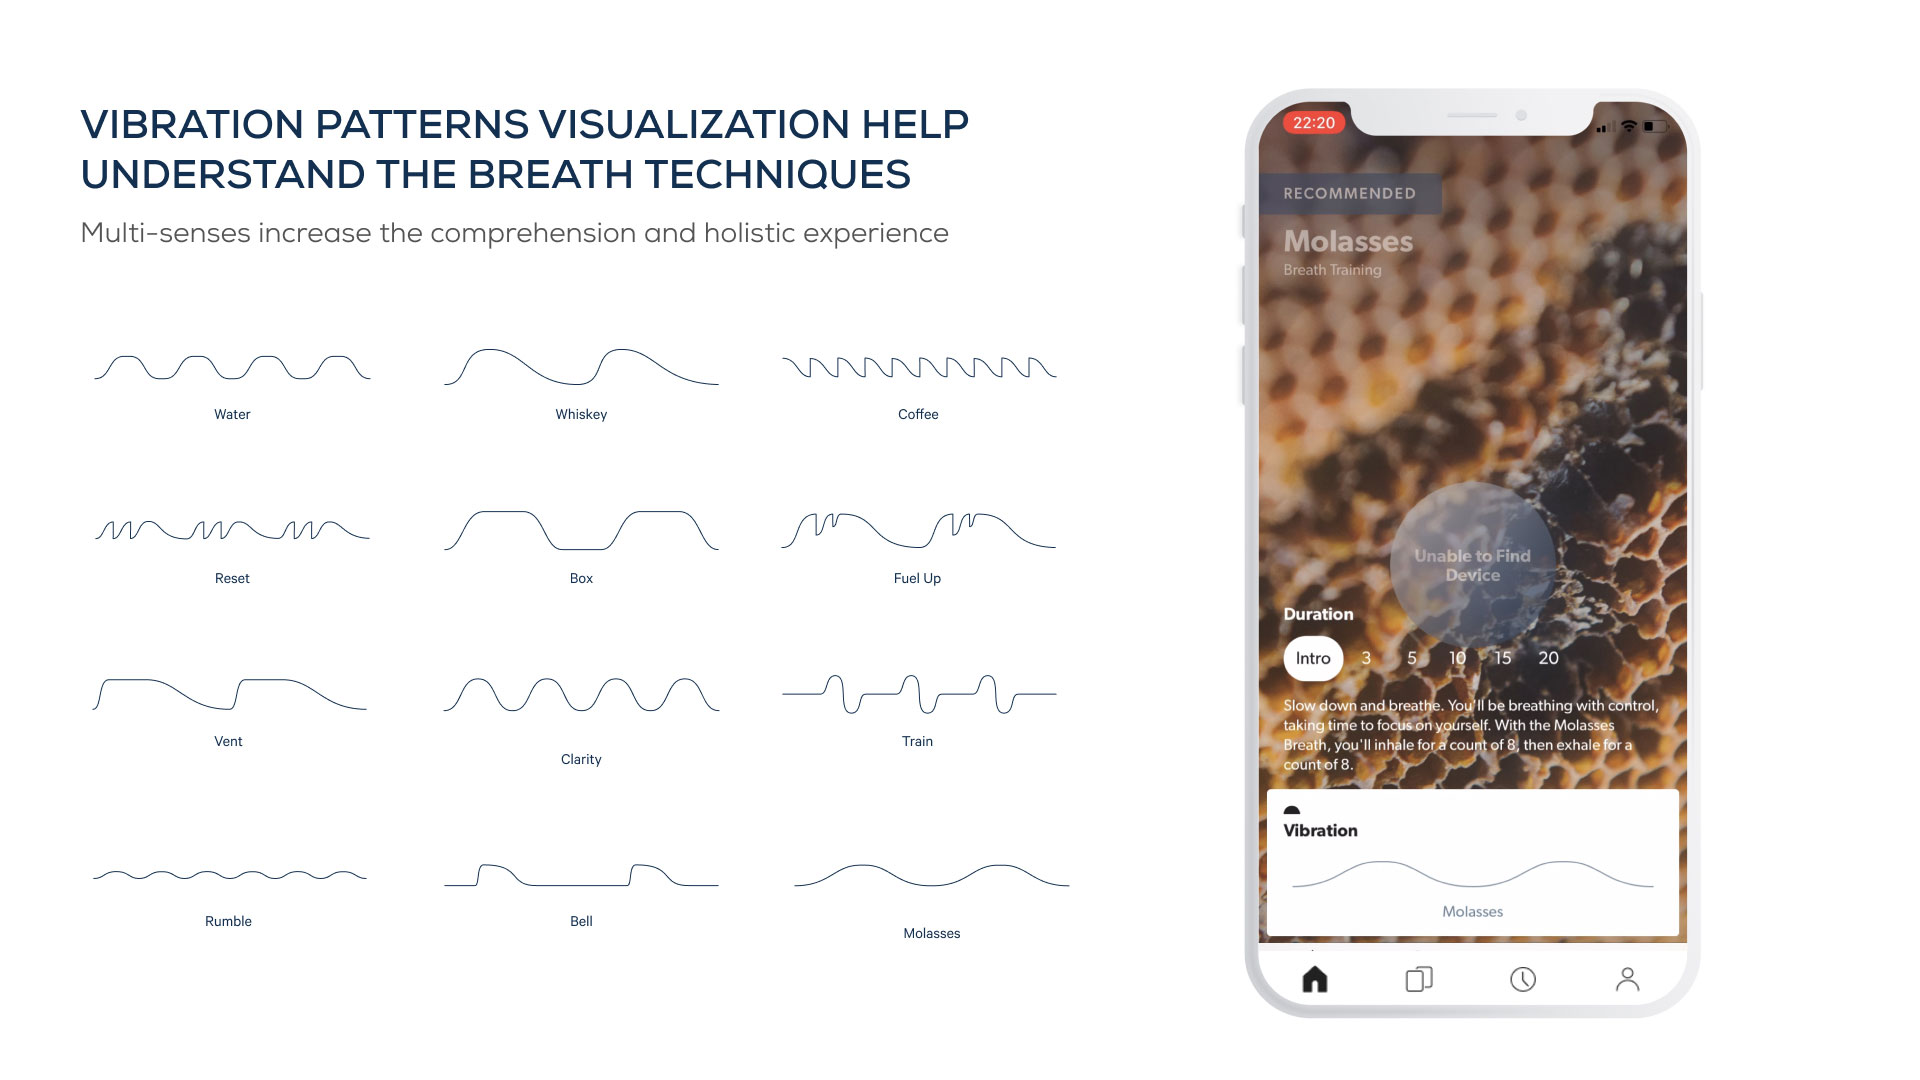 VIBRATION PATTERNS VISUALIZATION HELP
UNDERSTAND THE BREATH TECHNIQUES
Multi-senses increase the comprehension and holistic experience
Water
Whiskey
Coffee
Reset
Box
Fuel Up
Vent
Clarity
Train
Rumble
Bell
Molasses
22:20
RECOMMENDED
Molasses
Breath Training
Unable to Find
Device
Duration
Intro 3 5 10 15 20
Slow down and breathe. You'll be breathing with control,
taking time to focus on yourself. With the Molasses
Breath, you'll inhale for a count of 8, then exhale for a
count of 8.
Vibration
Molasses